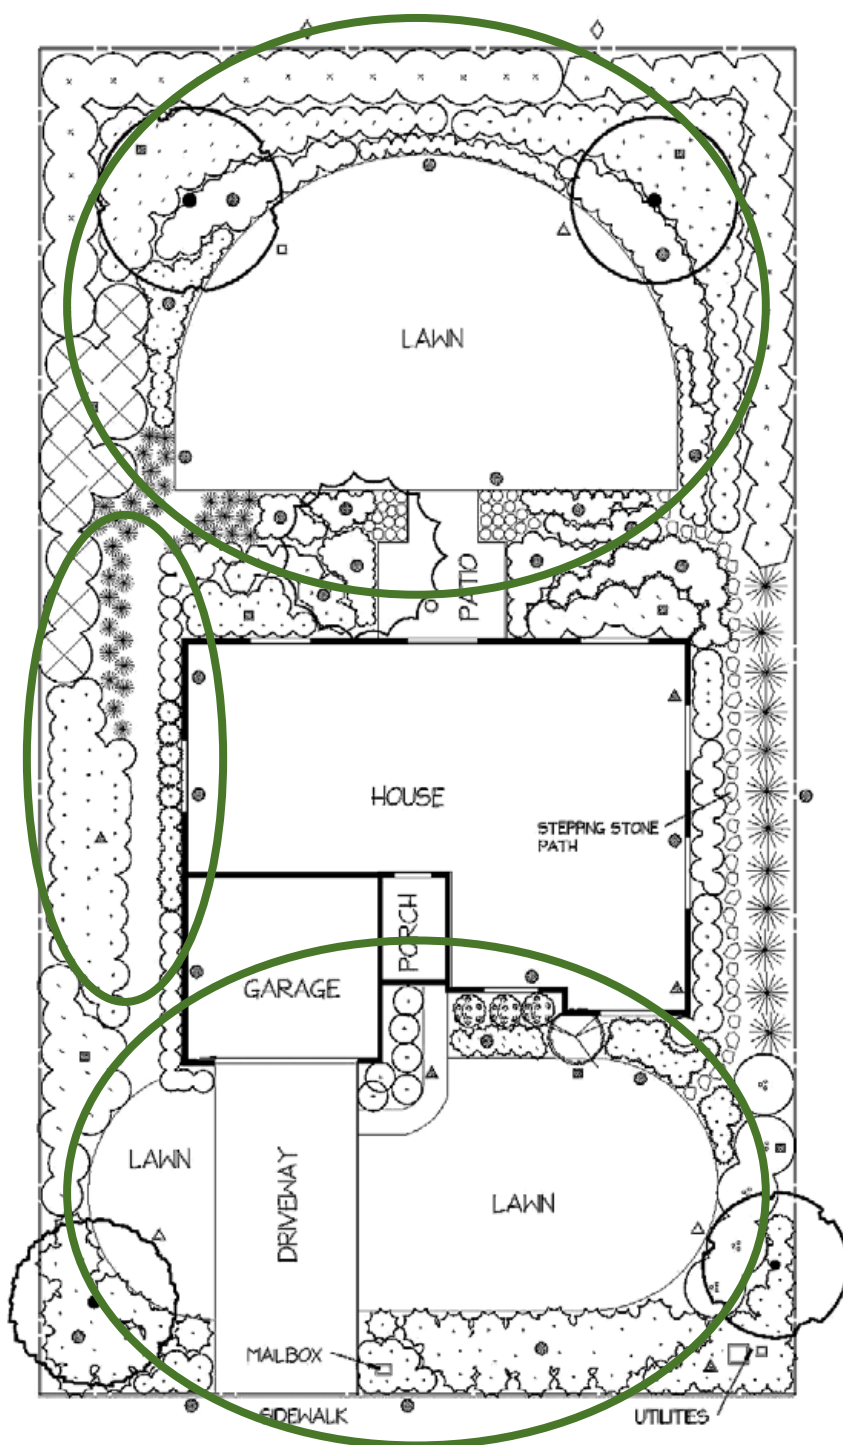 LAWN
PATIO
HOUSE
STEPPING STONE
PATH
PORCH
GARAGE
LAWN
DRIVEWAY
LAWN
MAILBOX
SIDEWALK
UTILITES